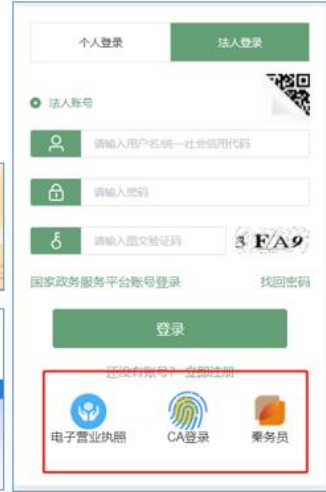 个人登录
法人登录
法人账号
请输入用户名/统一社会信用代码
请输入密码
请输入图文验证码
3 FA9
国家政务服务平台账号登录
找回密码
登录
还没有账号？ 立即注册
电子营业执照
CA登录
秦务员